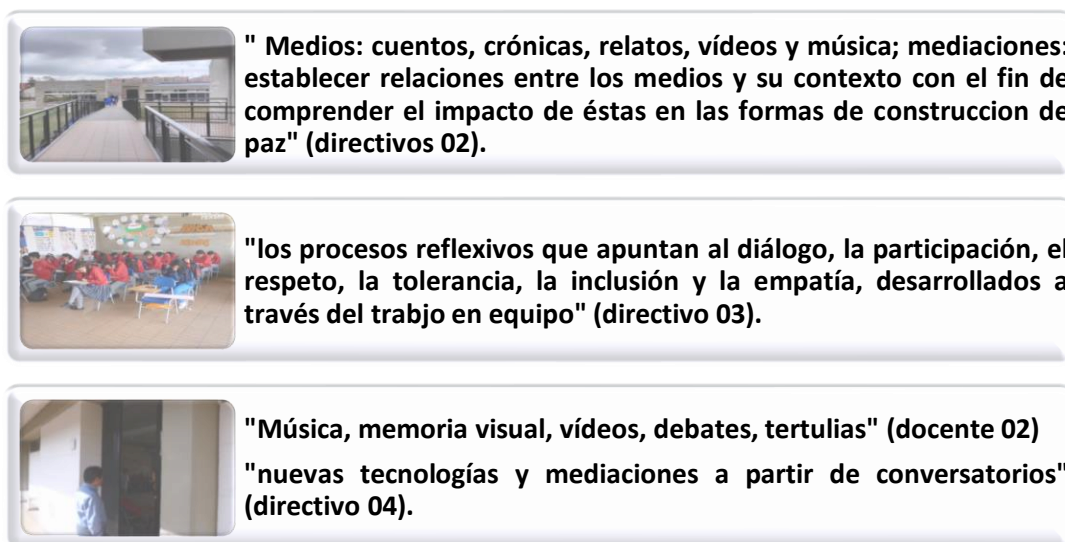 " Medios: cuentos, crónicas, relatos, vídeos y música; mediaciones:
establecer relaciones entre los medios y su contexto con el fin de
comprender el impacto de éstas en las formas de construccion de
paz" (directivos 02).
"los procesos reflexivos que apuntan al diálogo, la participación, el
respeto, la tolerancia, la inclusión y la empatía, desarrollados a
través del trabjo en equipo" (directivo 03).
"Música, memoria visual, vídeos, debates, tertulias" (docente 02)
"nuevas tecnologías y mediaciones a partir de conversatorios"
(directivo 04).